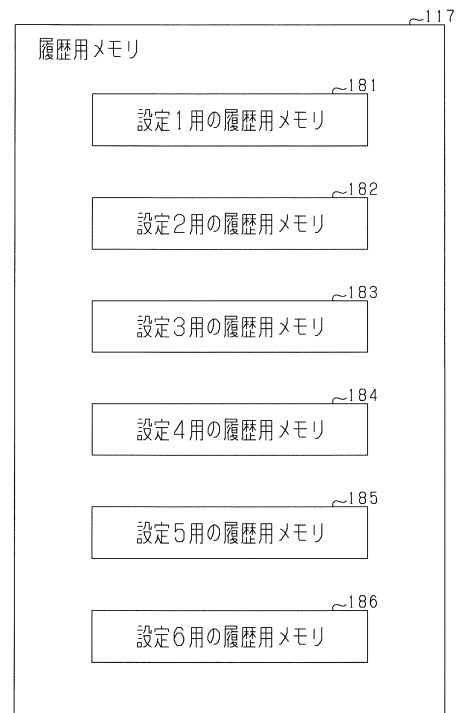 117
履歴用メモリ
181
設定1用の履歴用メモリ
182
設定2用の履歴用メモリ
183
設定3用の履歴用メモリ
184
設定4用の履歴用メモリ
185
設定5用の履歴用メモリ
186
設定6用の履歴用メモリ